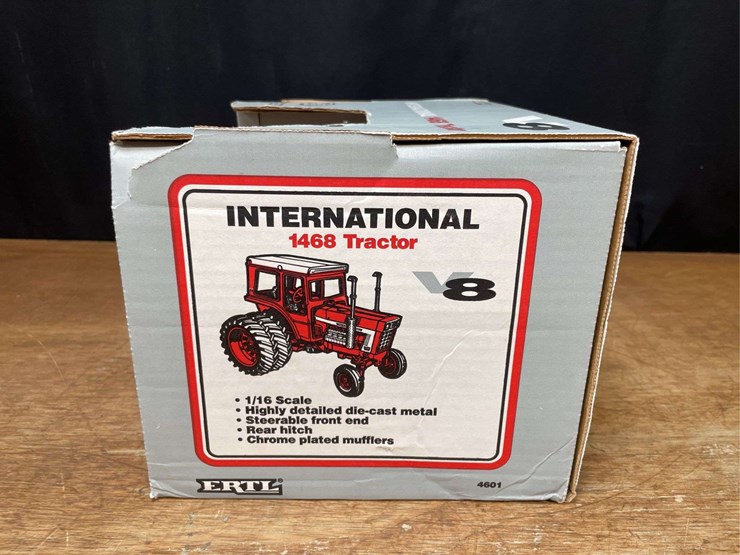 V8
INTERNATIONAL
1468 Tractor
V8
• 1/16 Scale
• Highly detailed die-cast metal
• Steerable front end
• Rear hitch
• Chrome plated mufflers
ERTL
4601